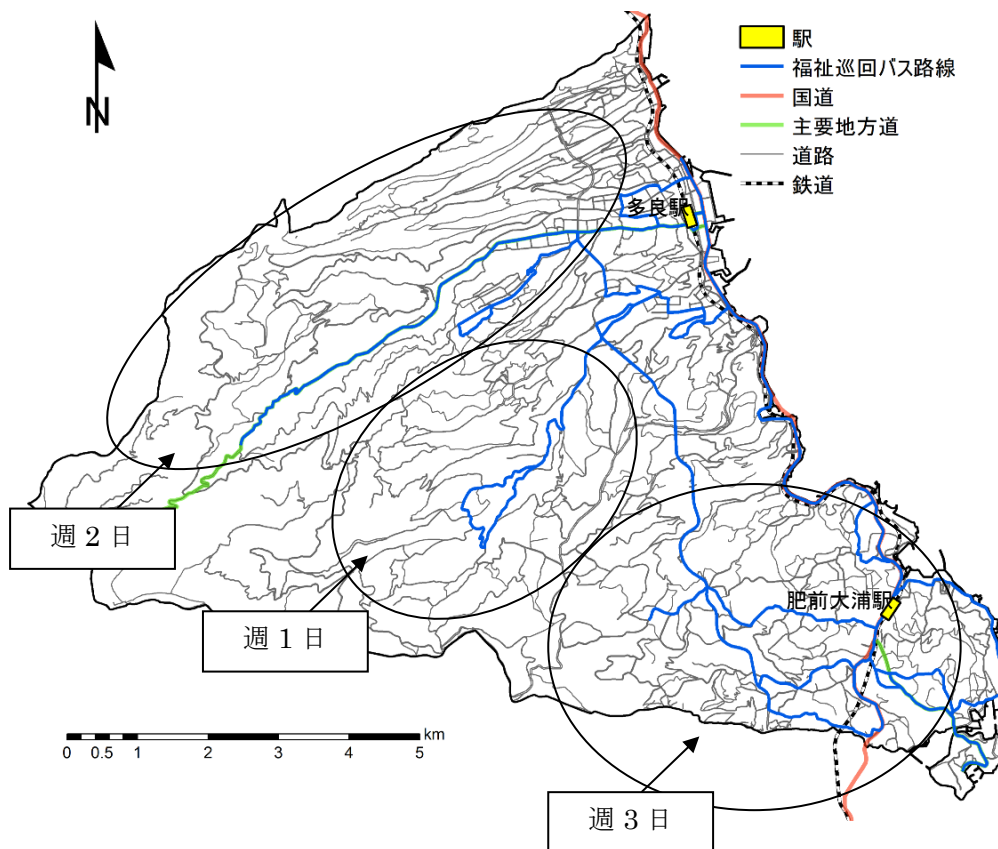 N
駅
福祉巡回バス路線
国道
主要地方道
道路
鉄道
多良駅
週２日
肥前大浦駅
週１日
km
0 0.5 1 2 3 4 5
週３日